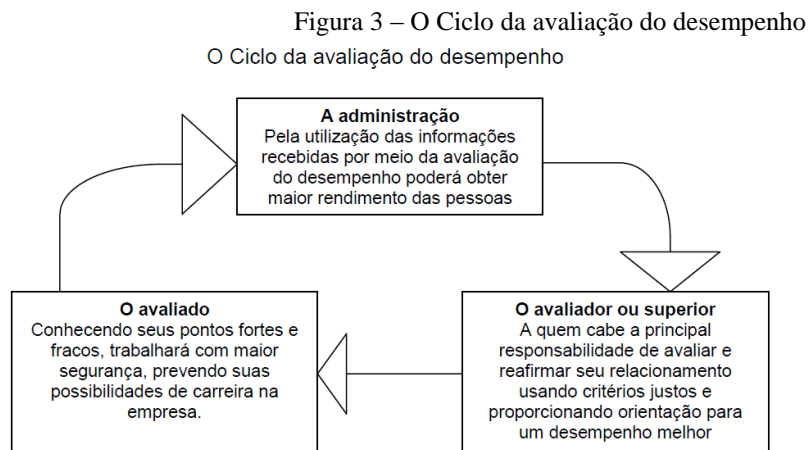 Figura 3 – O Ciclo da avaliação do desempenho
O Ciclo da avaliação do desempenho
A administração
Pela utilização das informações
recebidas por meio da avaliação
do desempenho poderá obter
maior rendimento das pessoas
O avaliado
Conhecendo seus pontos fortes e
fracos, trabalhará com maior
segurança, prevendo suas
possibilidades de carreira na
empresa.
O avaliador ou superior
A quem cabe a principal
responsabilidade de avaliar e
reafirmar seu relacionamento
usando critérios justos e
proporcionando orientação para
um desempenho melhor